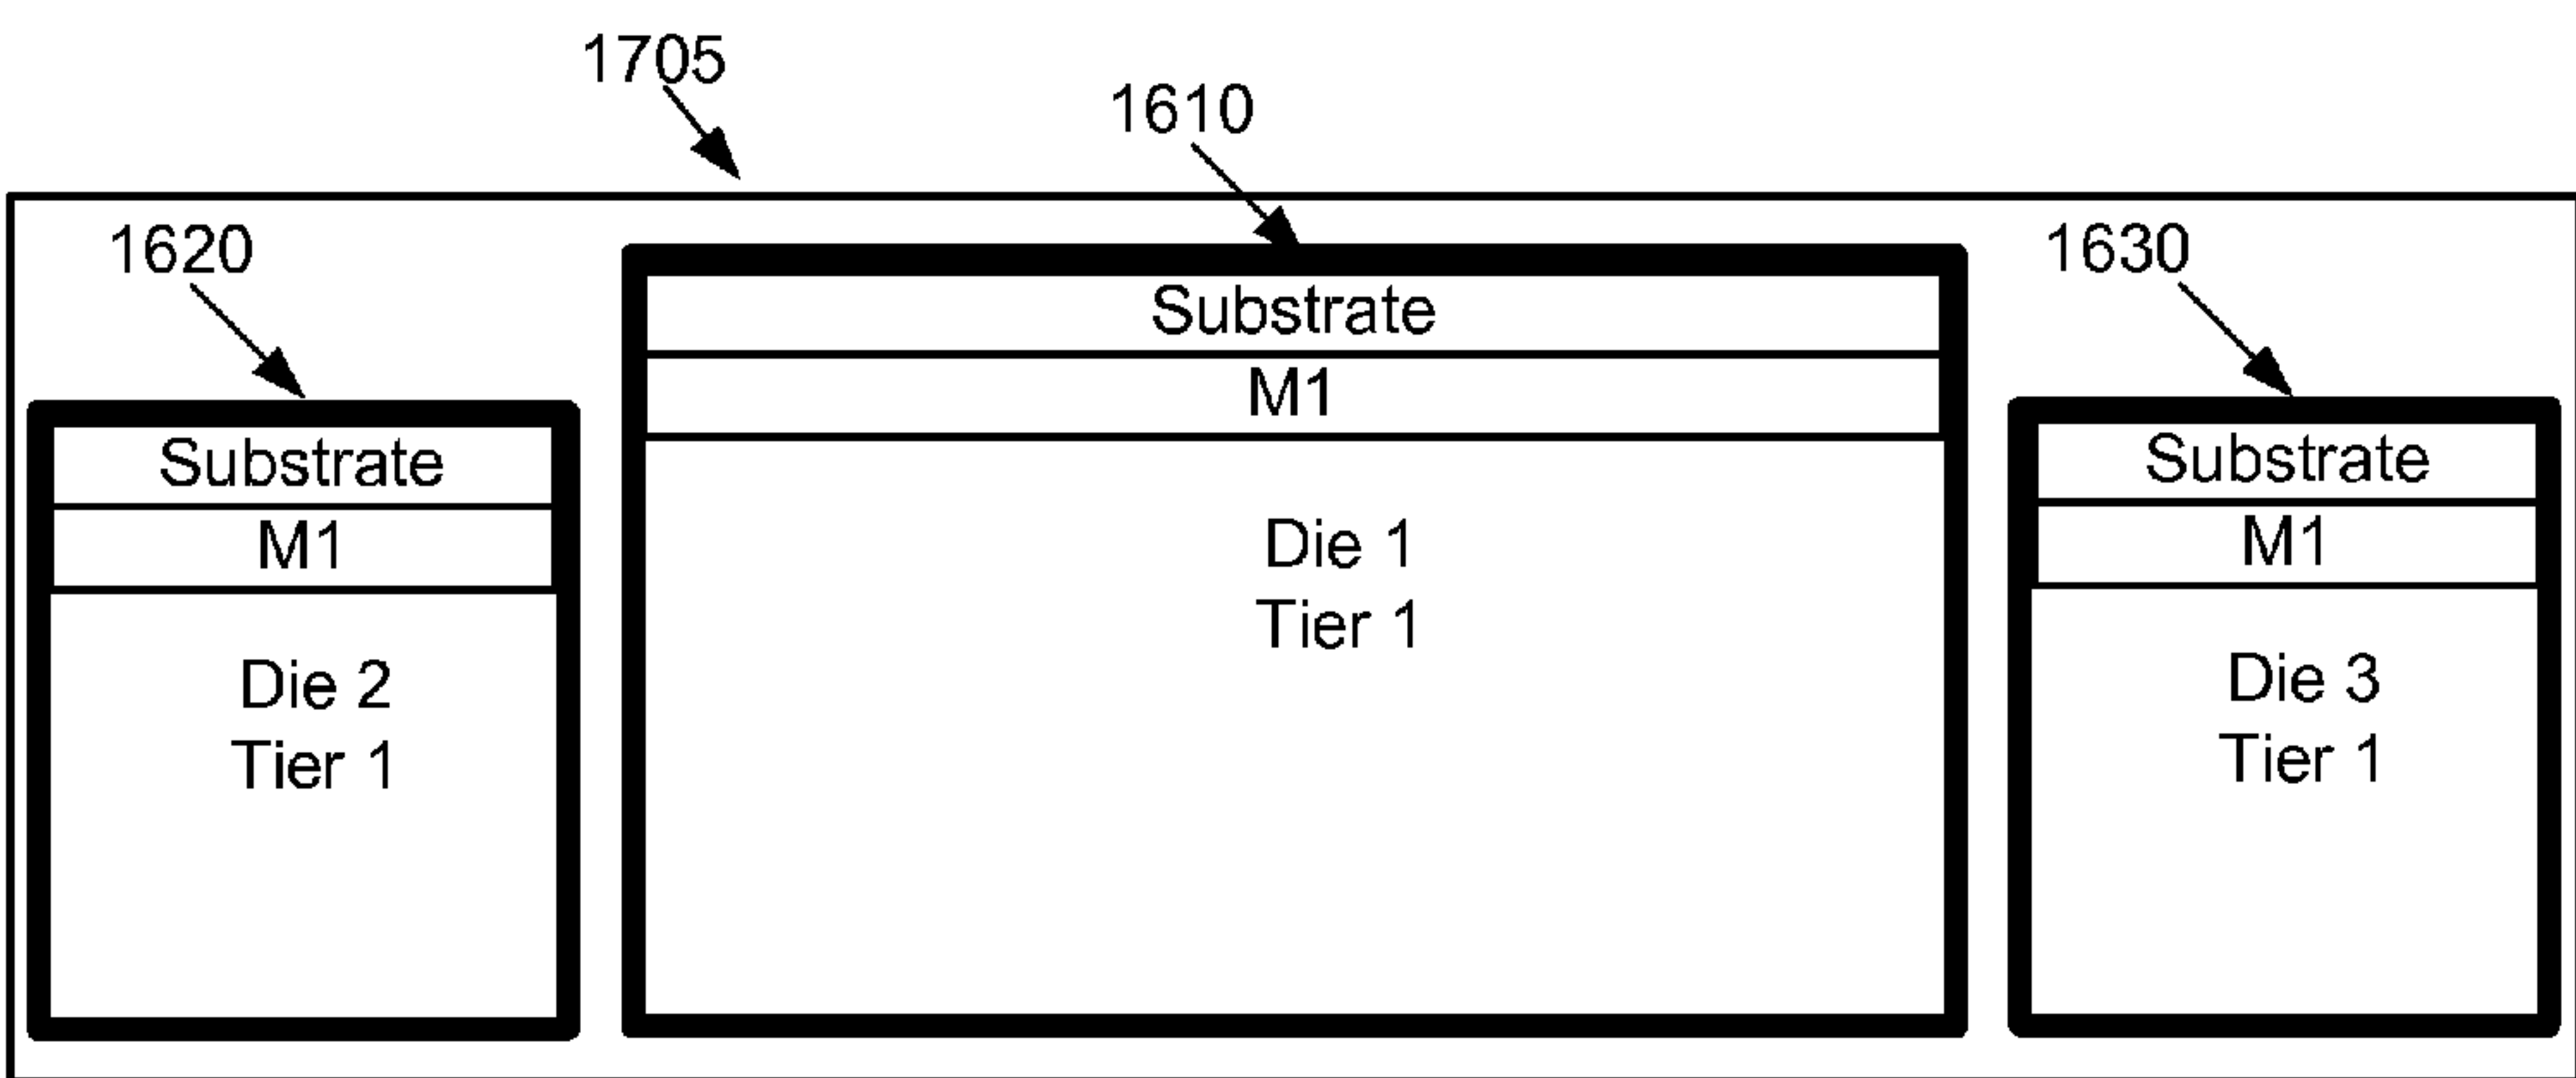 1705
1610
1620
1630
Substrate
M1
Die 1
Tier 1
Substrate
M1
Die 2
Tier 1
Substrate
M1
Die 3
Tier 1